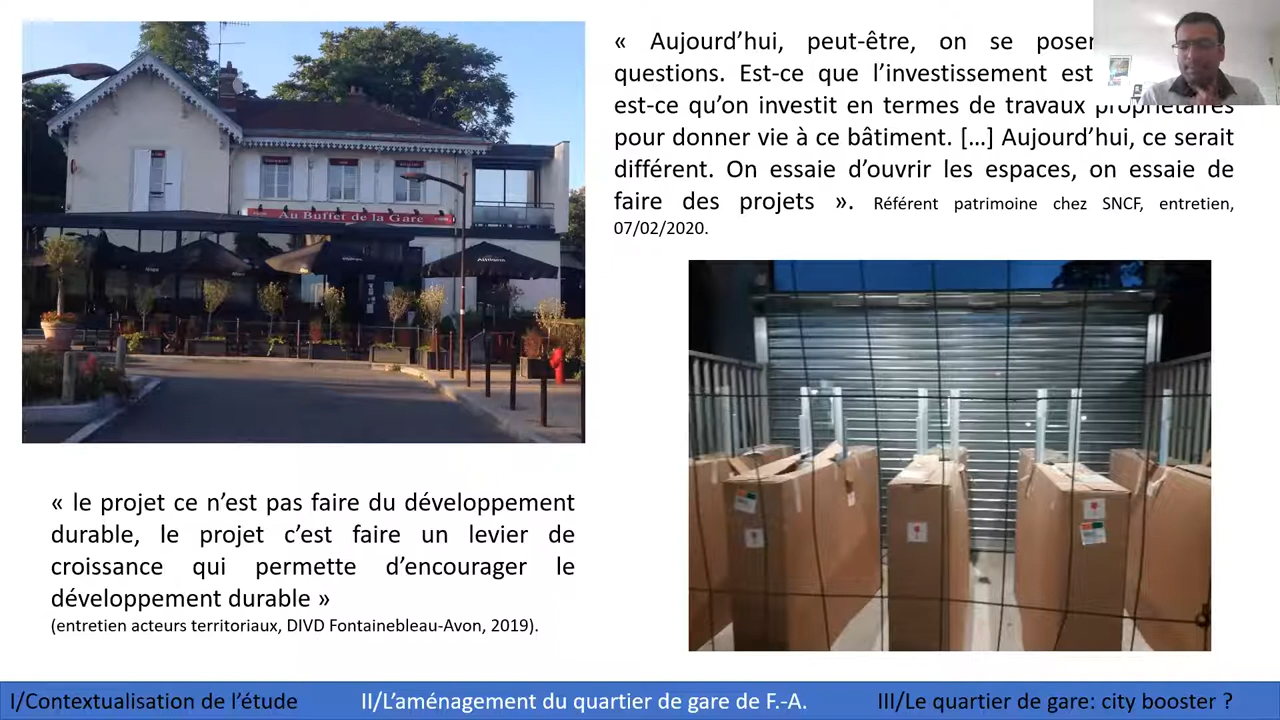 « Aujourd’hui, peut-être, on se poser
questions. Est-ce que l’investissement est
est-ce qu’on investit en termes de travaux propriétaires
pour donner vie à ce bâtiment. […] Aujourd’hui, ce serait
différent. On essaie d’ouvrir les espaces, on essaie de
faire des projets ». Référent patrimoine chez SNCF, entretien,
07/02/2020.
Au Buffet de la Gare
« le projet ce n’est pas faire du développement
durable, le projet c’est faire un levier de
croissance qui permette d’encourager le
développement durable »
(entretien acteurs territoriaux, DIVD Fontainebleau-Avon, 2019).
I/Contextualisation de l’étude
II/L’aménagement du quartier de gare de F.-A.
III/Le quartier de gare: city booster ?